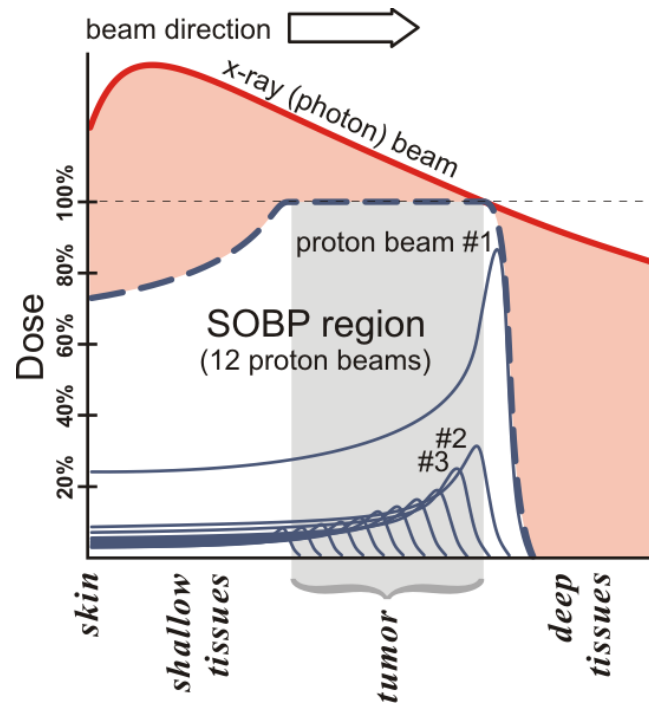 beam direction
x-ray (photon) beam
Dose
100%
80%
60%
40%
20%
proton beam #1
SOBP region
(12 proton beams)
#2
#3
skin
shallow
tissues
tumor
deep
tissues